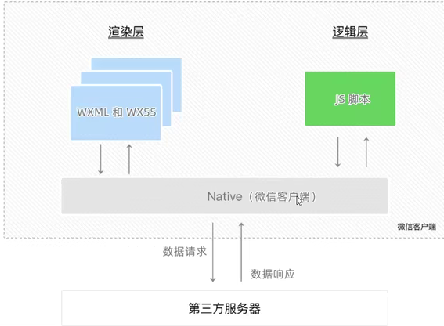 渲染层
逻辑层
WXML 和 WXSS
JS 脚本
Native（微信客户端）
微信客户端
数据请求
数据响应
第三方服务器